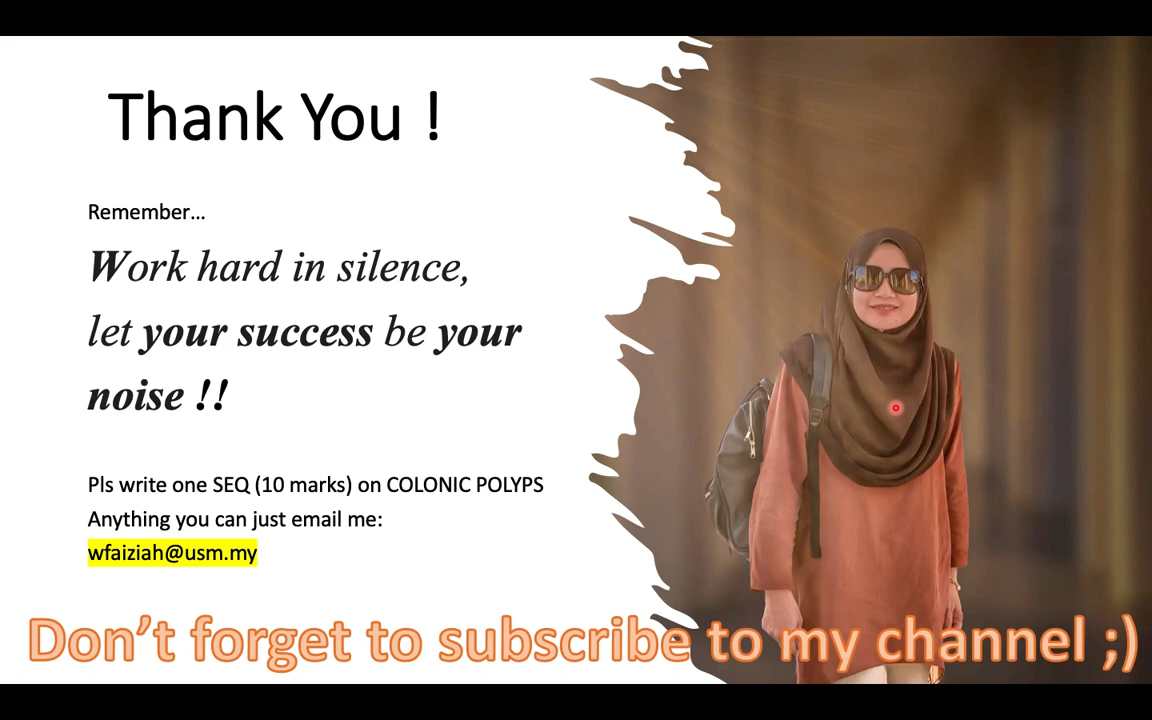 Thank You !
Remember...
Work hard in silence,
let your success be your
noise !!
Pls write one SEQ (10 marks) on COLONIC POLYPS
Anything you can just email me:
wfaiziah@usm.my
Don't forget to subscribe to my channel ;)